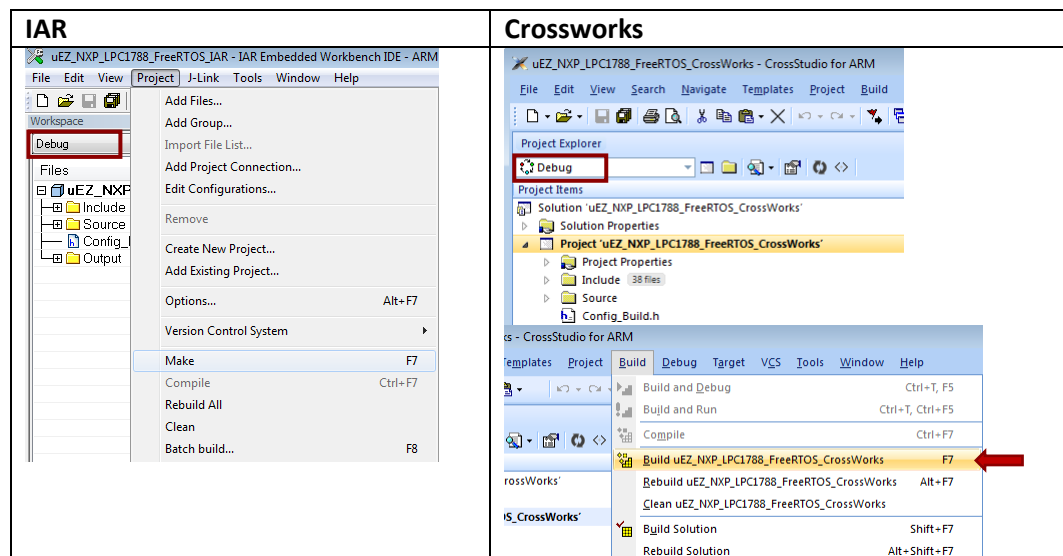 IAR
uEZ_NXP_LPC1788_FreeRTOS_IAR - IAR Embedded Workbench IDE - ARM
File Edit View Project J-Link Tools Window Help
Workspace
Debug
Files
uEZ_NXP
Include
Source
Config_
Output
Add Files...
Add Group...
Import File List...
Add Project Connection...
Edit Configurations...
Remove
Create New Project...
Add Existing Project...
Options... Alt+F7
Version Control System
Make F7
Compile Ctrl+F7
Rebuild All
Clean
Batch build... F8
Crossworks
uEZ_NXP_LPC1788_FreeRTOS_CrossWorks - CrossStudio for ARM
File Edit View Search Navigate Templates Project Build
Project Explorer
Debug
Project Items
Solution 'uEZ_NXP_LPC1788_FreeRTOS_CrossWorks'
Solution Properties
Project 'uEZ_NXP_LPC1788_FreeRTOS_CrossWorks'
Project Properties
Include 38 files
Source
Config_Build.h
ks - CrossStudio for ARM
Templates Project Build Debug Target VCS Tools Window Help
Build and Debug Ctrl+T, F5
Build and Run Ctrl+T, Ctrl+F5
Compile Ctrl+F7
Build uEZ_NXP_LPC1788_FreeRTOS_CrossWorks F7
Rebuild uEZ_NXP_LPC1788_FreeRTOS_CrossWorks Alt+F7
Clean uEZ_NXP_LPC1788_FreeRTOS_CrossWorks
Build Solution Shift+F7
Rebuild Solution Alt+Shift+F7
rossWorks'
OS_CrossWorks'